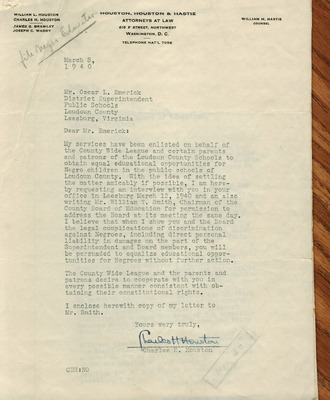 WILLIAM L. HOUSTON
CHARLES H. HOUSTON
JAMES G. BRAWLEY
JOSEPH C. WADDY
HOUSTON, HOUSTON & HASTIE
ATTORNEYS AT LAW
615 F STREET, NORTHWEST
WASHINGTON, D. C.
TELEPHONE NAT'L 7098
WILLIAM H. HASTIE
COUNSEL
file Negro Education
March 8,
1 9 4 0
Mr. Oscar L. Emerick
District Superintendent
Public Schools
Loudoun County
Leesburg, Virginia
Dear Mr. Emerick:
My services have been enlisted on behalf of
the County Wide League and certain parents
and patrons of the Loudoun County Schools to
obtain equal educational opportunities for
Negro children in the public schools of
Loudoun County. With the idea of settling
the matter amicably if possible, I am here-
by requesting an interview with you in your
office in Leesburg March 12, 1940 and am also
writing Mr. William T. Smith, Chairman of the
County Board of Education for permission to
address the Board at its meeting the same day.
I believe that when I show you and the Board
the legal complications of discrimination
against Negroes, including direct personal
liability in damages on the part of the
Superintendent and Board members, you will
be persuaded to equalize educational oppor-
tunities for Negroes without further action.
The County Wide League and the parents and
patrons desire to cooperate with you in
every possible manner consistent with ob-
taining their constitutional rights.
I enclose herewith copy of my letter to
Mr. Smith.
Yours very truly,
Charles H Houston
Charles H. Houston
CHH:NO